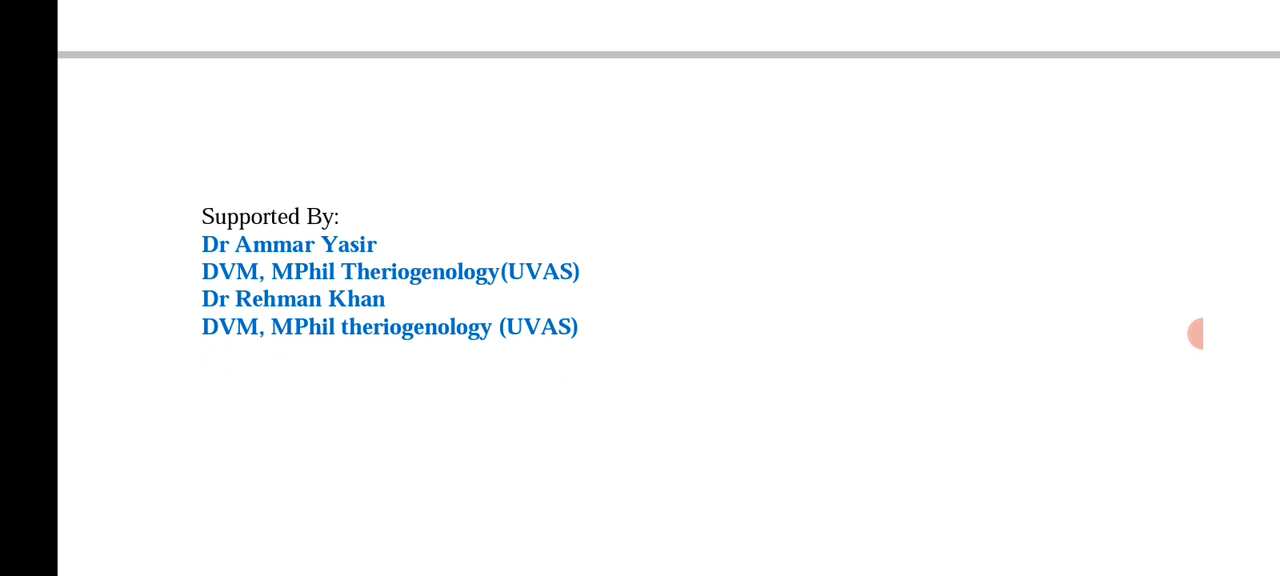 Supported By:
Dr Ammar Yasir
DVM, MPhil Theriogenology(UVAS)
Dr Rehman Khan
DVM, MPhil theriogenology (UVAS)